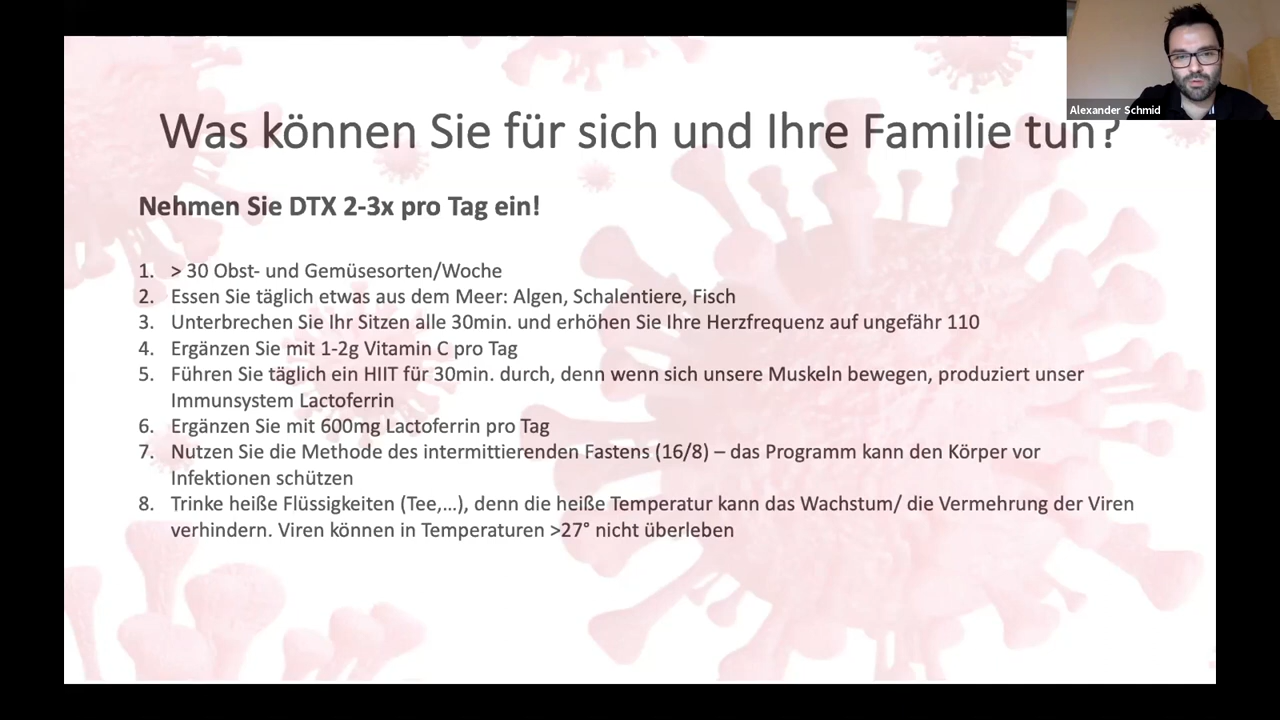 Alexander Schmid
Was können Sie für sich und Ihre Familie tun?
Nehmen Sie DTX 2-3x pro Tag ein!
1. > 30 Obst- und Gemüsesorten/Woche
2. Essen Sie täglich etwas aus dem Meer: Algen, Schalentiere, Fisch
3. Unterbrechen Sie Ihr Sitzen alle 30min. und erhöhen Sie Ihre Herzfrequenz auf ungefähr 110
4. Ergänzen Sie mit 1-2g Vitamin C pro Tag
5. Führen Sie täglich ein HIIT für 30min. durch, denn wenn sich unsere Muskeln bewegen, produziert unser
Immunsystem Lactoferrin
6. Ergänzen Sie mit 600mg Lactoferrin pro Tag
7. Nutzen Sie die Methode des intermittierenden Fastens (16/8) – das Programm kann den Körper vor
Infektionen schützen
8. Trinke heiße Flüssigkeiten (Tee,...), denn die heiße Temperatur kann das Wachstum/ die Vermehrung der Viren
verhindern. Viren können in Temperaturen >27° nicht überleben